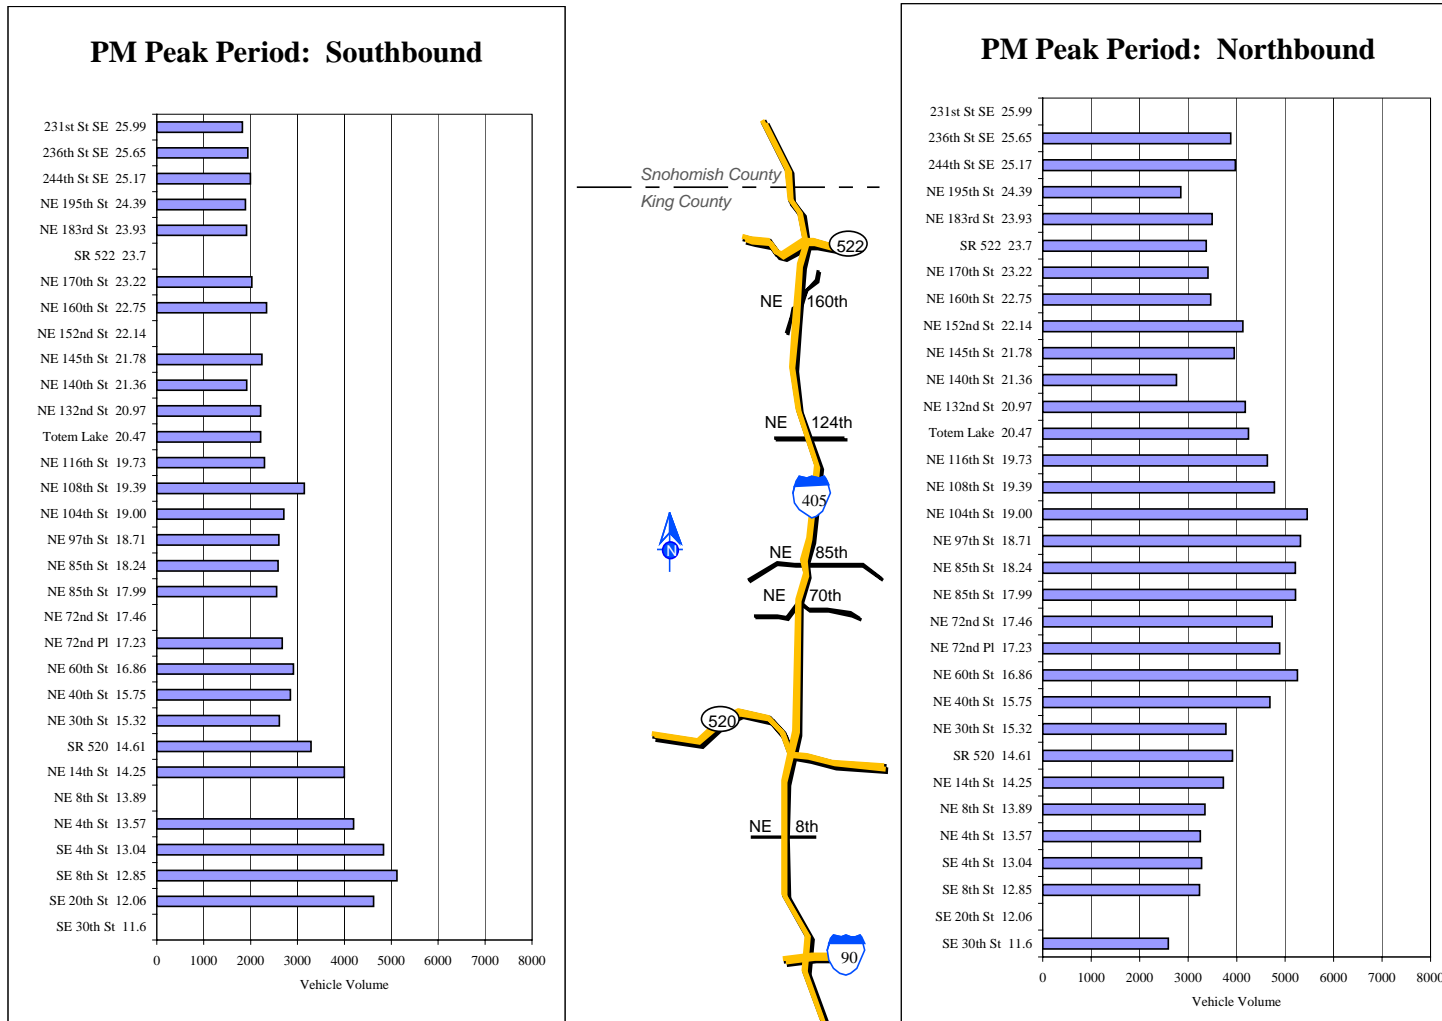 PM Peak Period: Southbound
231st St SE 25.99
236th St SE 25.65
244th St SE 25.17
NE 195th St 24.39
NE 183rd St 23.93
SR 522 23.7
NE 170th St 23.22
NE 160th St 22.75
NE 152nd St 22.14
NE 145th St 21.78
NE 140th St 21.36
NE 132nd St 20.97
Totem Lake 20.47
NE 116th St 19.73
NE 108th St 19.39
NE 104th St 19.00
NE 97th St 18.71
NE 85th St 18.24
NE 85th St 17.99
NE 72nd St 17.46
NE 72nd Pl 17.23
NE 60th St 16.86
NE 40th St 15.75
NE 30th St 15.32
SR 520 14.61
NE 14th St 14.25
NE 8th St 13.89
NE 4th St 13.57
SE 4th St 13.04
SE 8th St 12.85
SE 20th St 12.06
SE 30th St 11.6
0 1000 2000 3000 4000 5000 6000 7000 8000
Vehicle Volume
Snohomish County
King County
522
NE 160th
NE 124th
405
N
NE 85th
NE 70th
520
NE 8th
90
PM Peak Period: Northbound
231st St SE 25.99
236th St SE 25.65
244th St SE 25.17
NE 195th St 24.39
NE 183rd St 23.93
SR 522 23.7
NE 170th St 23.22
NE 160th St 22.75
NE 152nd St 22.14
NE 145th St 21.78
NE 140th St 21.36
NE 132nd St 20.97
Totem Lake 20.47
NE 116th St 19.73
NE 108th St 19.39
NE 104th St 19.00
NE 97th St 18.71
NE 85th St 18.24
NE 85th St 17.99
NE 72nd St 17.46
NE 72nd Pl 17.23
NE 60th St 16.86
NE 40th St 15.75
NE 30th St 15.32
SR 520 14.61
NE 14th St 14.25
NE 8th St 13.89
NE 4th St 13.57
SE 4th St 13.04
SE 8th St 12.85
SE 20th St 12.06
SE 30th St 11.6
0 1000 2000 3000 4000 5000 6000 7000 8000
Vehicle Volume